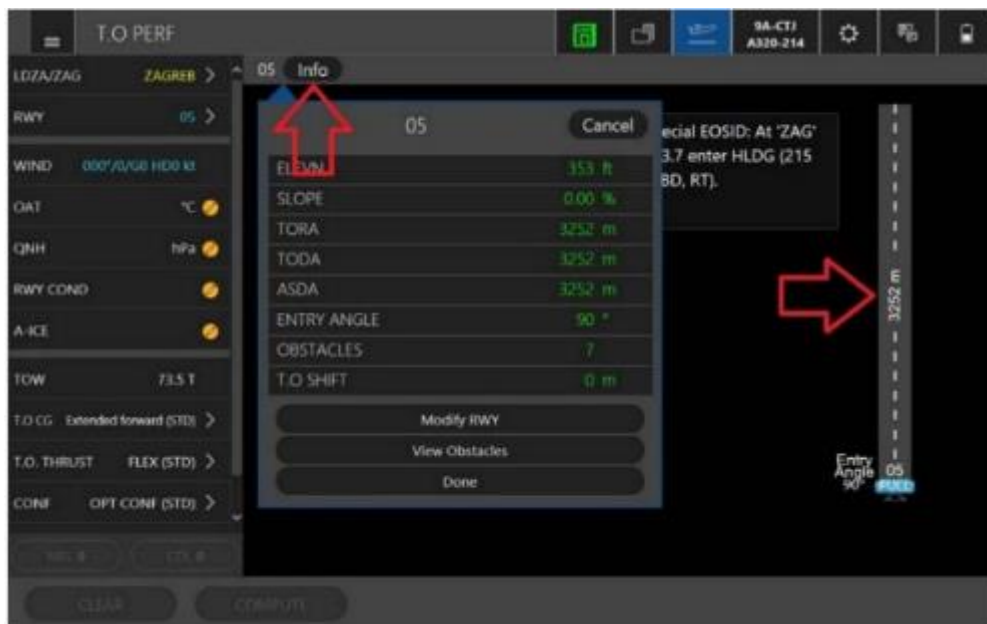 T.O PERF
9A-CTJ
A320-214
LDZA/ZAG ZAGREB >
05 Info
RWY 05 >
WIND 000°/0/G0 HD0 kt
OAT °C
QNH hPa
RWY COND
A-ICE
TOW 73.5 T
T.O CG Extended forward (STD) >
T.O. THRUST FLEX (STD) >
CONF OPT CONF (STD) >
CLEAR COMPUTE
05 Cancel
ELEVN 353 ft
SLOPE 0.00 %
TORA 3252 m
TODA 3252 m
ASDA 3252 m
ENTRY ANGLE 90 °
OBSTACLES 7
T.O SHIFT 0 m
Modify RWY
View Obstacles
Done
ecial EOSID: At 'ZAG'
3.7 enter HLDG (215
BD, RT).
3252 m
Entry
Angle
90°
05